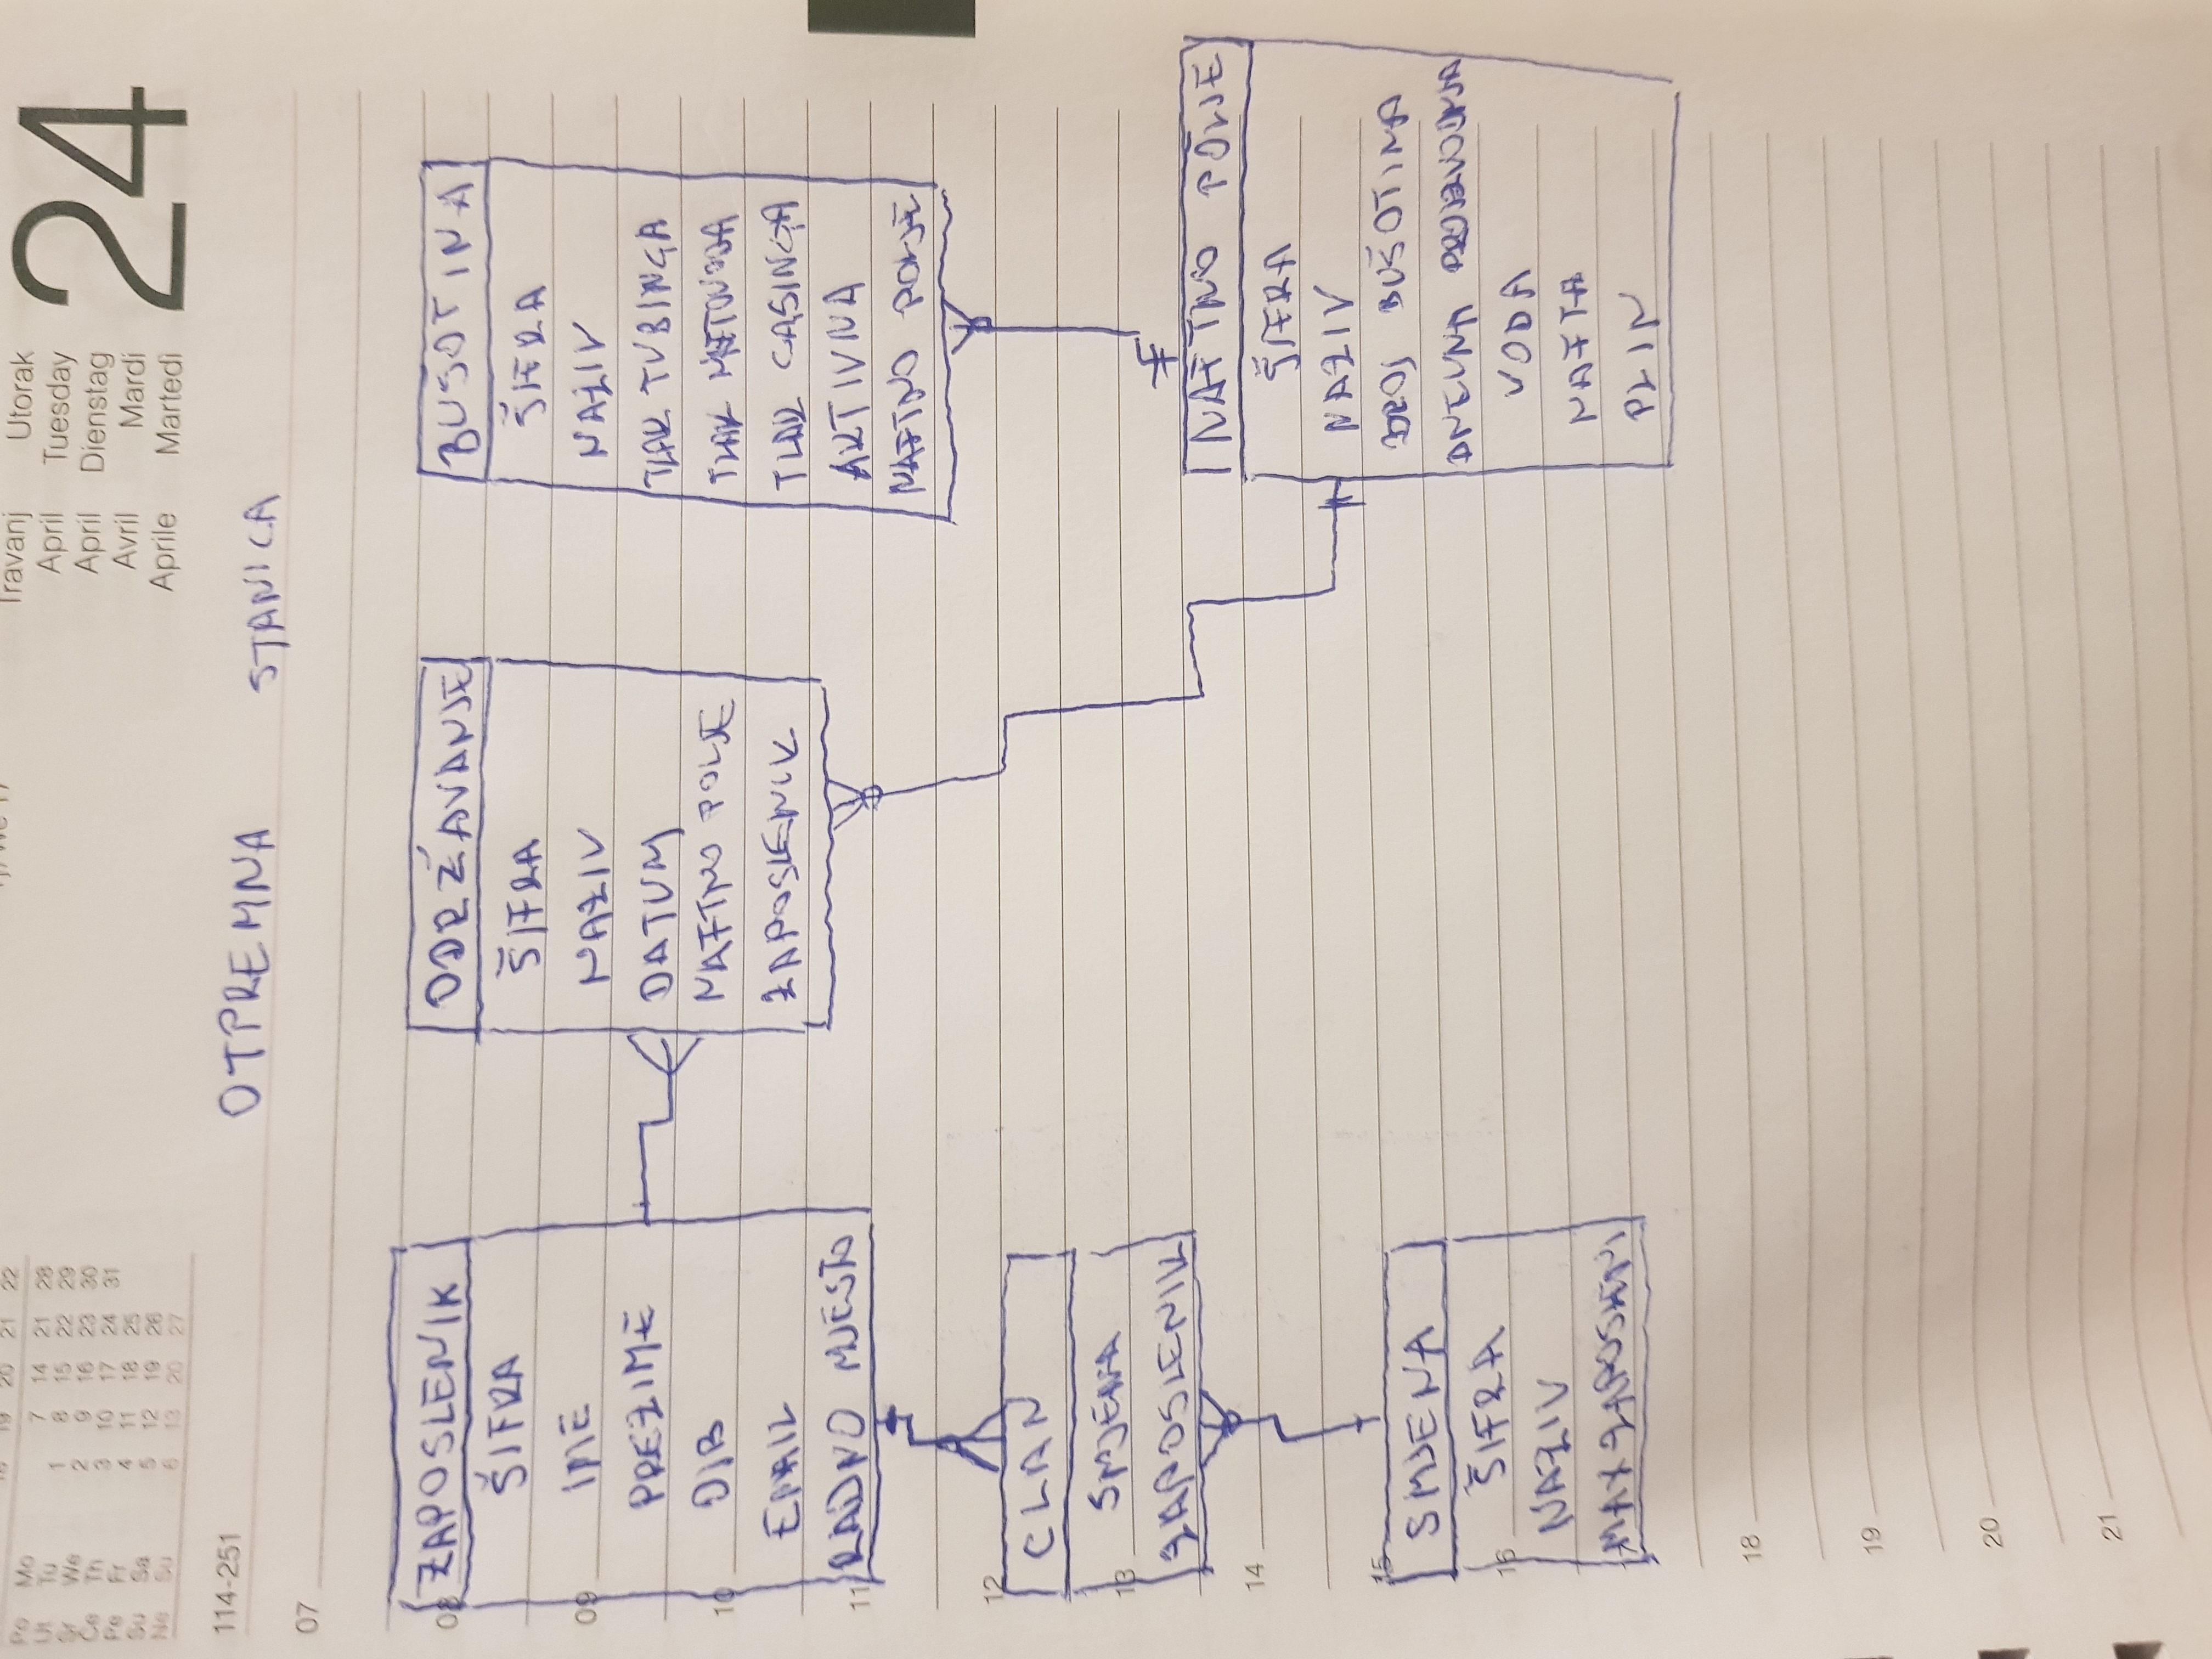 18 19 20 21 22
Po Mo 7 14 21 28
Ut Tu 1 8 15 22 29
Sr We 2 9 16 23 30
Če Th 3 10 17 24 31
Pe Fr 4 11 18 25
Su Sa 5 12 19 26
Ne Su 6 13 20 27
Travanj Utorak
April Tuesday
April Dienstag
Avril Mardi
Aprile Martedì
24
114-251
OTPREMNA STANICA
07
08
09
10
11
12
13
14
15
16
18
19
20
21
ZAPOSLENIK
ŠIFRA
IME
PREZIME
OIB
EMAIL
RADNO MJESTO
ODRŽAVANJE
ŠIFRA
NAZIV
DATUM
NAFTNO POLJE
ZAPOSLENIK
BUŠOTINA
ŠIFRA
NAZIV
TLAK TUBINGA
TLAK NAFTOVODA
TLAK CASINGA
AKTIVNA
NAFTNO POLJE
CLAN
SMJENA
ZAPOSLENIK
SMJENA
ŠIFRA
NAZIV
MAX ZAPOSLENI
NAFTNO POLJE
ŠIFRA
NAZIV
BROJ BUŠOTINA
DNEVNA PROIZVODNJA
VODA
NAFTA
PLIN